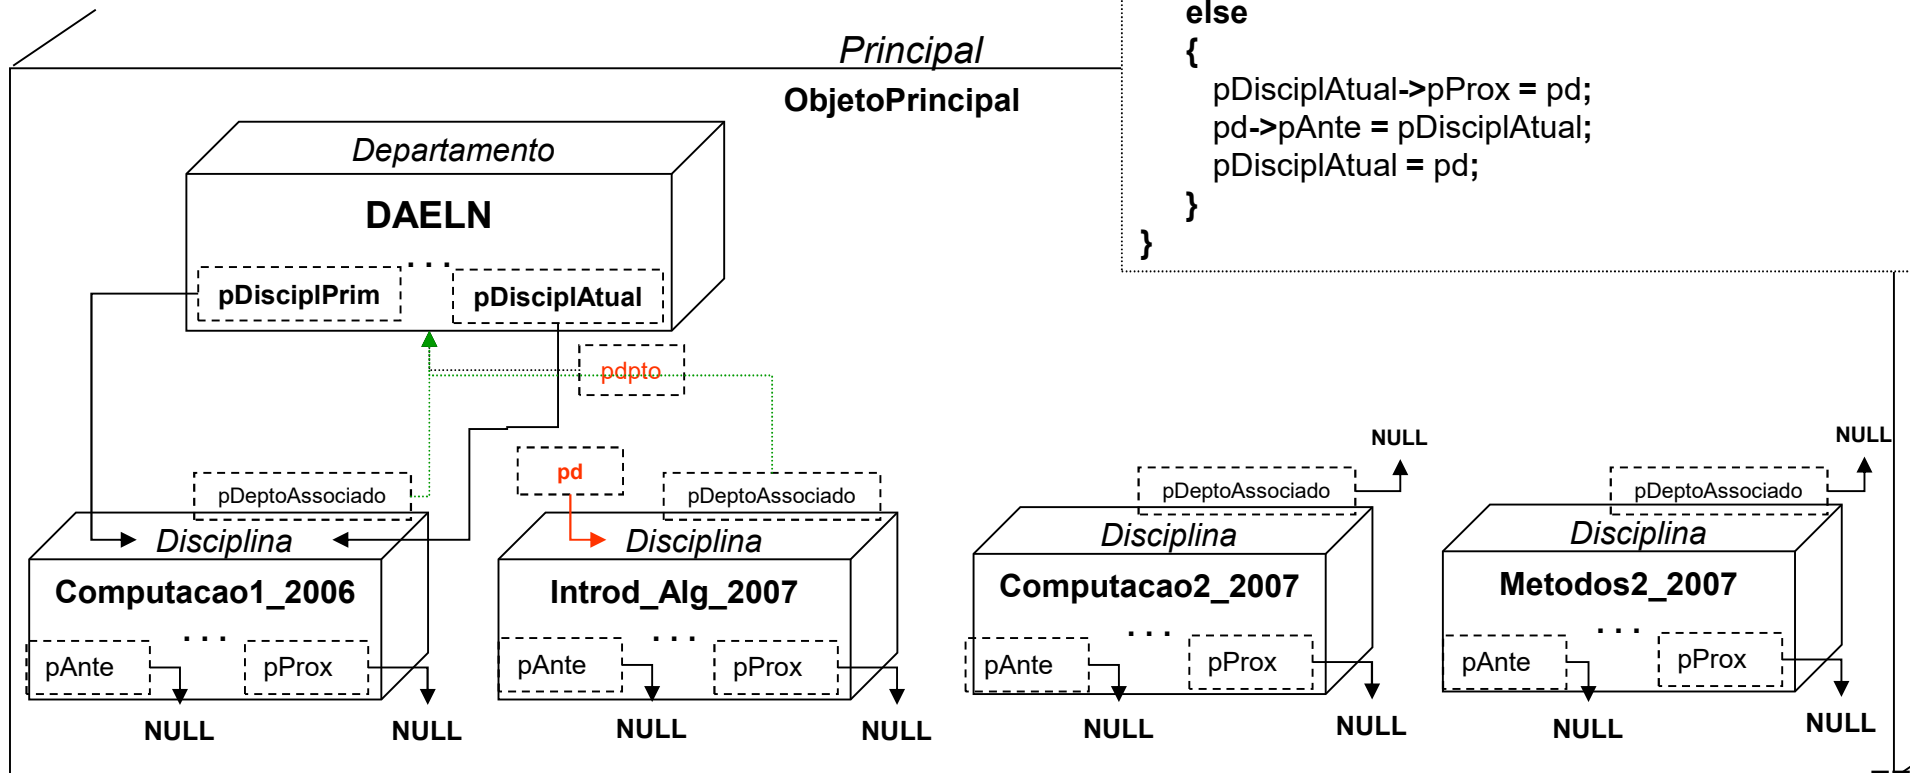 else
{
pDisciplAtual->pProx = pd;
pd->pAnte = pDisciplAtual;
pDisciplAtual = pd;
}
}
Principal
ObjetoPrincipal
Departamento
DAELN
. . .
pDisciplPrim
pDisciplAtual
pdpto
NULL
NULL
pd
pDeptoAssociado
pDeptoAssociado
pDeptoAssociado
pDeptoAssociado
Disciplina
Disciplina
Disciplina
Disciplina
Computacao1_2006
Introd_Alg_2007
Computacao2_2007
Metodos2_2007
. . .
. . .
. . .
. . .
pAnte
pProx
pAnte
pProx
pAnte
pProx
pAnte
pProx
NULL
NULL
NULL
NULL
NULL
NULL
NULL
NULL